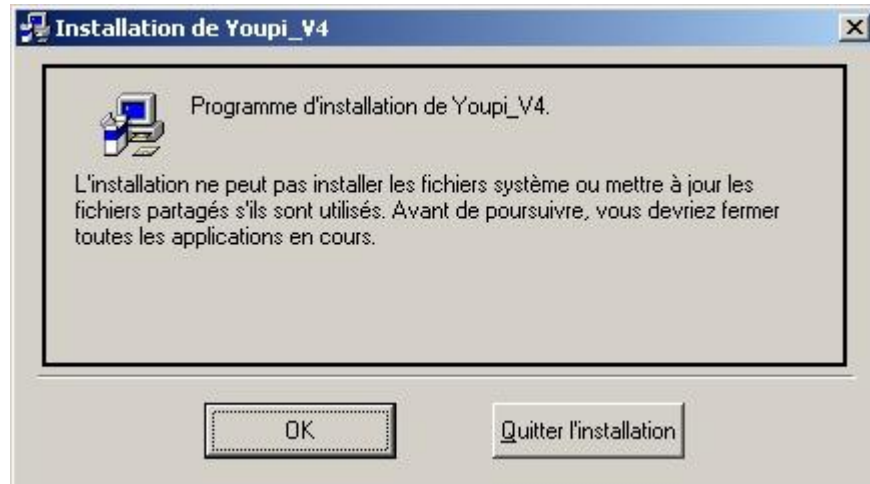 Installation de Youpi_V4
Programme d'installation de Youpi_V4.
L'installation ne peut pas installer les fichiers système ou mettre à jour les
fichiers partagés s'ils sont utilisés. Avant de poursuivre, vous devriez fermer
toutes les applications en cours.
OK
Quitter l'installation